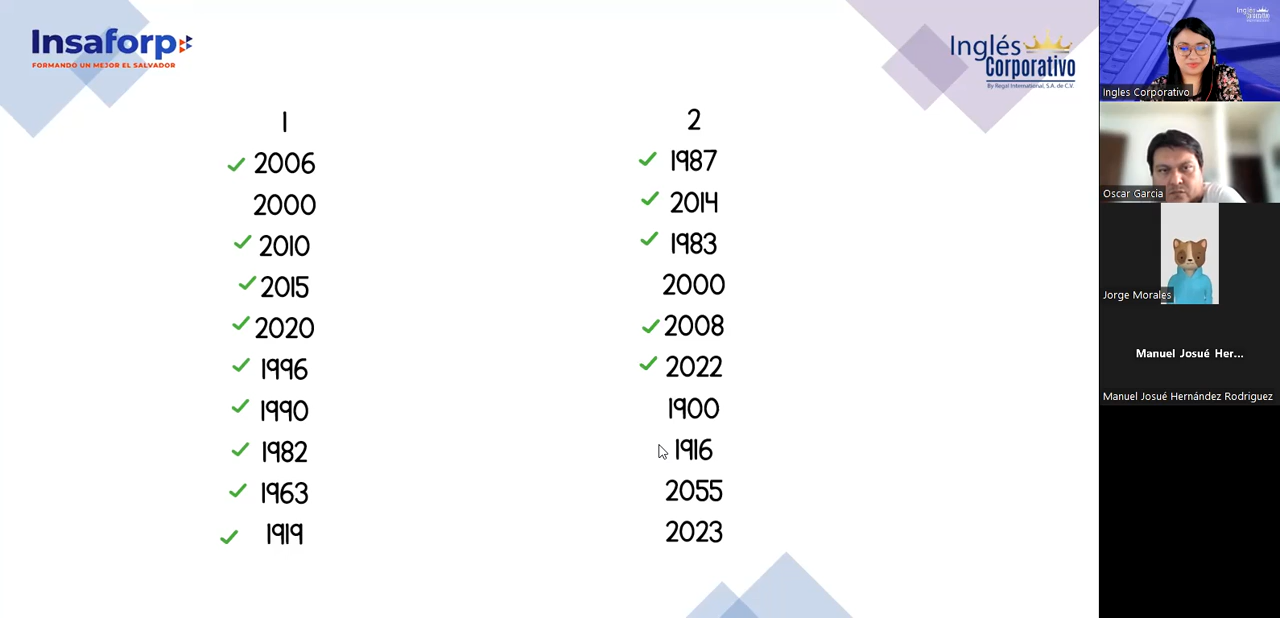 Insaforp
FORMANDO UN MEJOR EL SALVADOR
Inglés
Corporativo
By Regal International, S.A. de C.V.
1
2006
2000
2010
2015
2020
1996
1990
1982
1963
1919
2
1987
2014
1983
2000
2008
2022
1900
1916
2055
2023
Ingles Corporativo
Oscar Garcia
Jorge Morales
Manuel Josué Her...
Manuel Josué Hernández Rodriguez